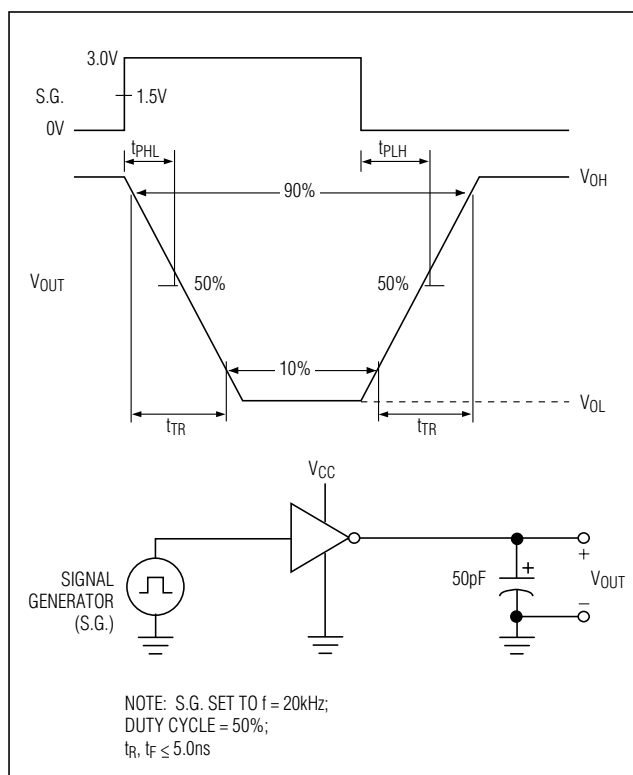 3.0V
S.G.
1.5V
0V
tPHL
tPLH
VOH
90%
VOUT
50%
50%
10%
VOL
tTR
tTR
VCC
50pF
+
+
VOUT
–
SIGNAL
GENERATOR
(S.G.)
NOTE: S.G. SET TO f = 20kHz;
DUTY CYCLE = 50%;
tR, tF ≤ 5.0ns